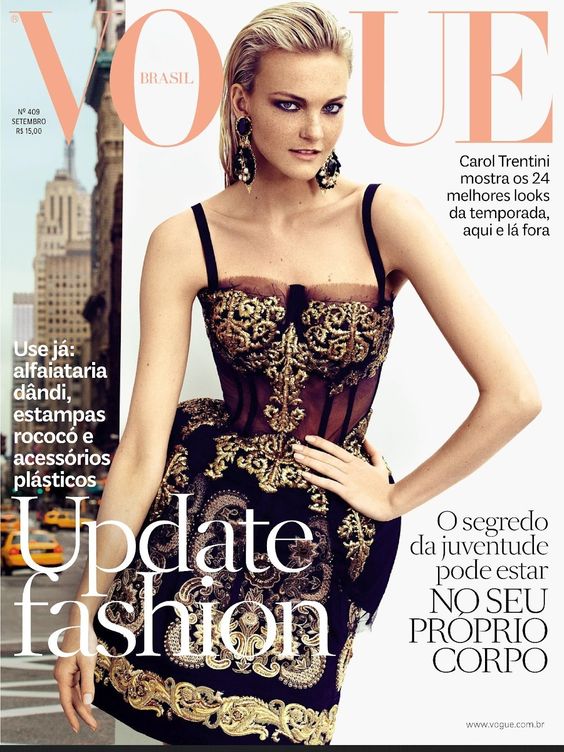 ®
VOGUE
BRASIL
Nº 409
SETEMBRO
R$ 15,00
Carol Trentini
mostra os 24
melhores looks
da temporada,
aqui e lá fora
Use já:
alfaiataria
dândi,
estampas
rococó e
acessórios
plásticos
Update
fashion
O segredo
da juventude
pode estar
NO SEU
PRÓPRIO
CORPO
www.vogue.com.br